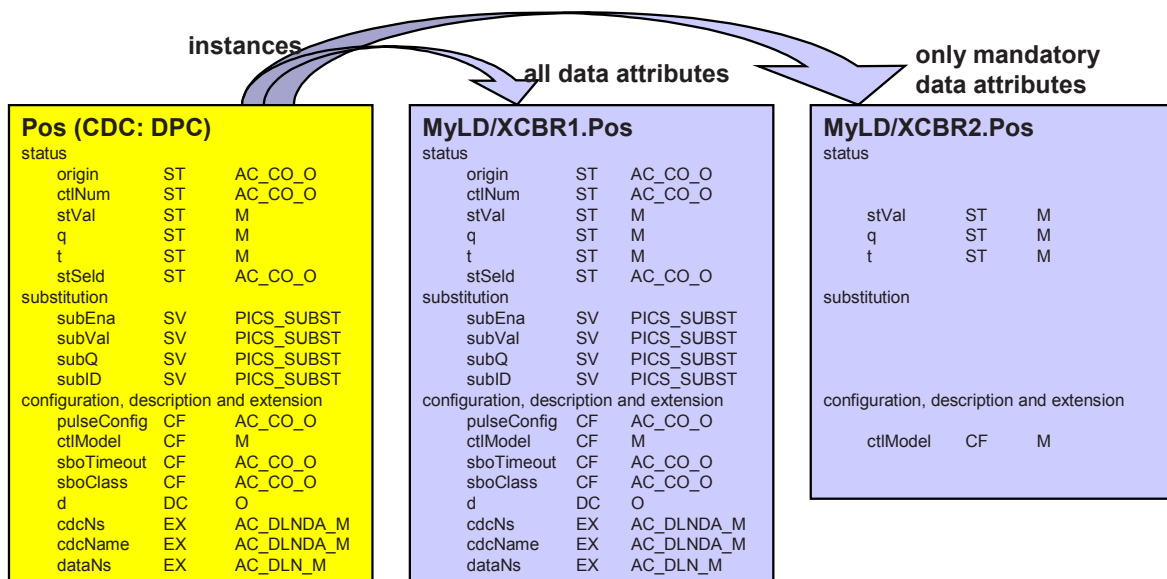 instances
all data attributes
only mandatory
data attributes
Pos (CDC: DPC)
status
origin ST AC_CO_O
ctlNum ST AC_CO_O
stVal ST M
q ST M
t ST M
stSeld ST AC_CO_O
substitution
subEna SV PICS_SUBST
subVal SV PICS_SUBST
subQ SV PICS_SUBST
subID SV PICS_SUBST
configuration, description and extension
pulseConfig CF AC_CO_O
ctlModel CF M
sboTimeout CF AC_CO_O
sboClass CF AC_CO_O
d DC O
cdcNs EX AC_DLNDA_M
cdcName EX AC_DLNDA_M
dataNs EX AC_DLN_M
MyLD/XCBR1.Pos
status
origin ST AC_CO_O
ctlNum ST AC_CO_O
stVal ST M
q ST M
t ST M
stSeld ST AC_CO_O
substitution
subEna SV PICS_SUBST
subVal SV PICS_SUBST
subQ SV PICS_SUBST
subID SV PICS_SUBST
configuration, description and extension
pulseConfig CF AC_CO_O
ctlModel CF M
sboTimeout CF AC_CO_O
sboClass CF AC_CO_O
d DC O
cdcNs EX AC_DLNDA_M
cdcName EX AC_DLNDA_M
dataNs EX AC_DLN_M
MyLD/XCBR2.Pos
status
stVal ST M
q ST M
t ST M
substitution
configuration, description and extension
ctlModel CF M